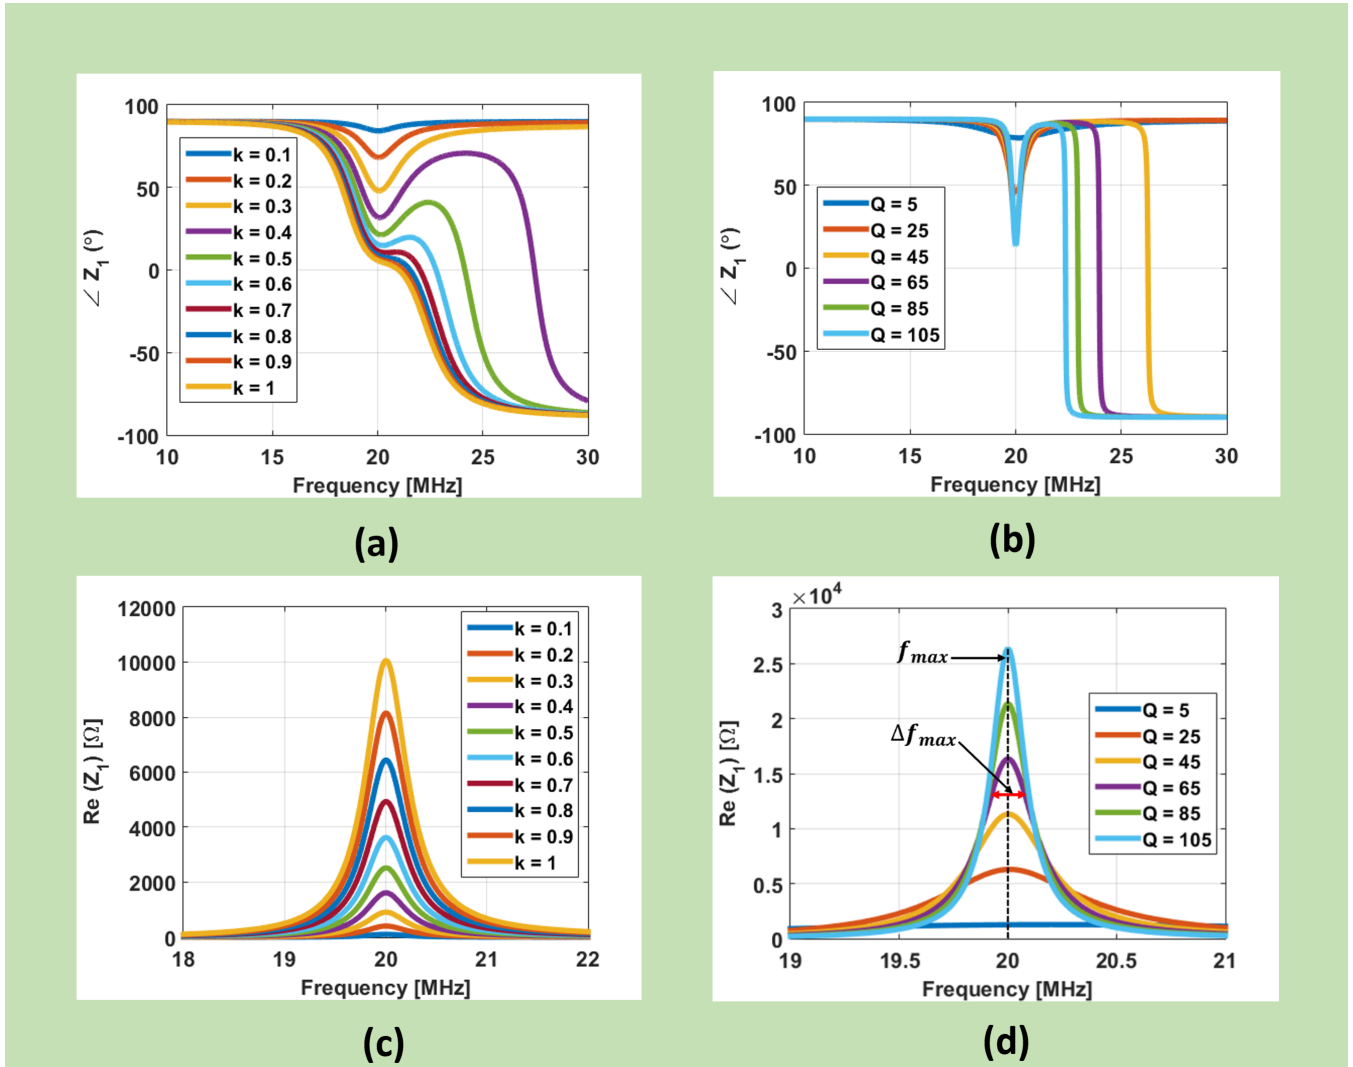 100
50
0
-50
-100
∠ Z1 (°)
k = 0.1
k = 0.2
k = 0.3
k = 0.4
k = 0.5
k = 0.6
k = 0.7
k = 0.8
k = 0.9
k = 1
10 15 20 25 30
Frequency [MHz]
(a)
100
50
0
-50
-100
∠ Z1 (°)
Q = 5
Q = 25
Q = 45
Q = 65
Q = 85
Q = 105
10 15 20 25 30
Frequency [MHz]
(b)
12000
10000
8000
6000
4000
2000
0
Re (Z1) [Ω]
k = 0.1
k = 0.2
k = 0.3
k = 0.4
k = 0.5
k = 0.6
k = 0.7
k = 0.8
k = 0.9
k = 1
18 19 20 21 22
Frequency [MHz]
(c)
×10^4
3
2.5
2
1.5
1
0.5
0
Re (Z1) [Ω]
fmax
Δfmax
Q = 5
Q = 25
Q = 45
Q = 65
Q = 85
Q = 105
19 19.5 20 20.5 21
Frequency [MHz]
(d)